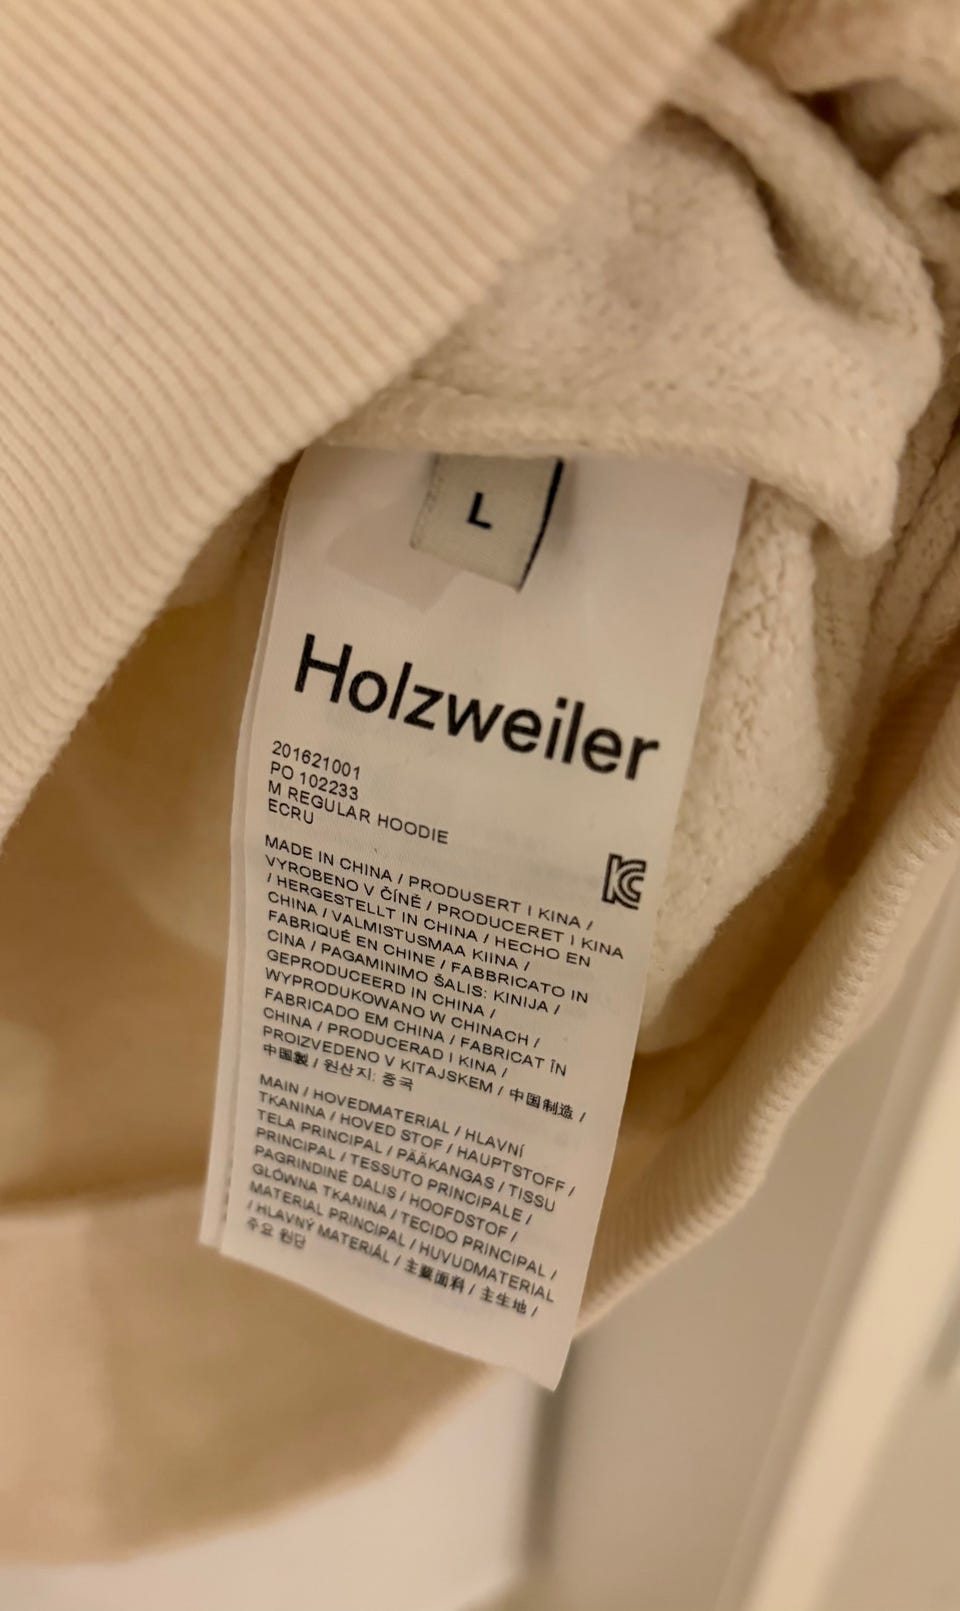 L
Holzweiler
201621001
PO 102233
M REGULAR HOODIE
ECRU
KC
MADE IN CHINA / PRODUSERT I KINA /
VYROBENO V ČÍNĚ / PRODUCERET I KINA
/ HERGESTELLT IN CHINA / HECHO EN
CHINA / VALMISTUSMAA KIINA /
FABRIQUÉ EN CHINE / FABBRICATO IN
CINA / PAGAMINIMO ŠALIS: KINIJA /
GEPRODUCEERD IN CHINA /
WYPRODUKOWANO W CHINACH /
FABRICADO EM CHINA / FABRICAT ÎN
CHINA / PRODUCERAD I KINA /
PROIZVEDENO V KITAJSKEM / 中国制造 /
中国製 / 원산지: 중국
MAIN / HOVEDMATERIAL / HLAVNÍ
TKANINA / HOVED STOF / HAUPTSTOFF /
TELA PRINCIPAL / PÄÄKANGAS / TISSU
PRINCIPAL / TESSUTO PRINCIPALE /
PAGRINDINĖ DALIS / HOOFDSTOF /
GŁÓWNA TKANINA / TECIDO PRINCIPAL /
MATERIAL PRINCIPAL / HUVUDMATERIAL
/ HLAVNÝ MATERIÁL / 主要面料 / 主生地 /
주요 원단